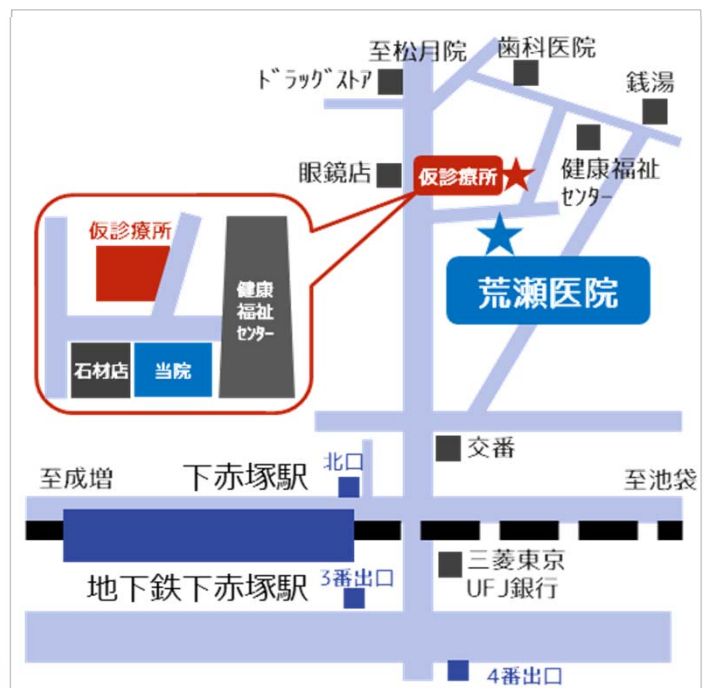 至松月院
歯科医院
ﾄﾞﾗｯｸﾞｽﾄｱ
銭湯
眼鏡店
仮診療所
健康福祉
ｾﾝﾀｰ
仮診療所
荒瀬医院
健康
福祉
ｾﾝﾀｰ
石材店
当院
交番
北口
下赤塚駅
至成増
至池袋
三菱東京
UFJ銀行
3番出口
地下鉄下赤塚駅
4番出口